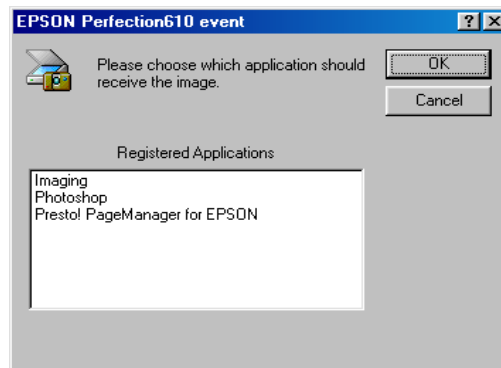 EPSON Perfection610 event
Please choose which application should
receive the image.
OK
Cancel
Registered Applications
Imaging
Photoshop
Presto! PageManager for EPSON